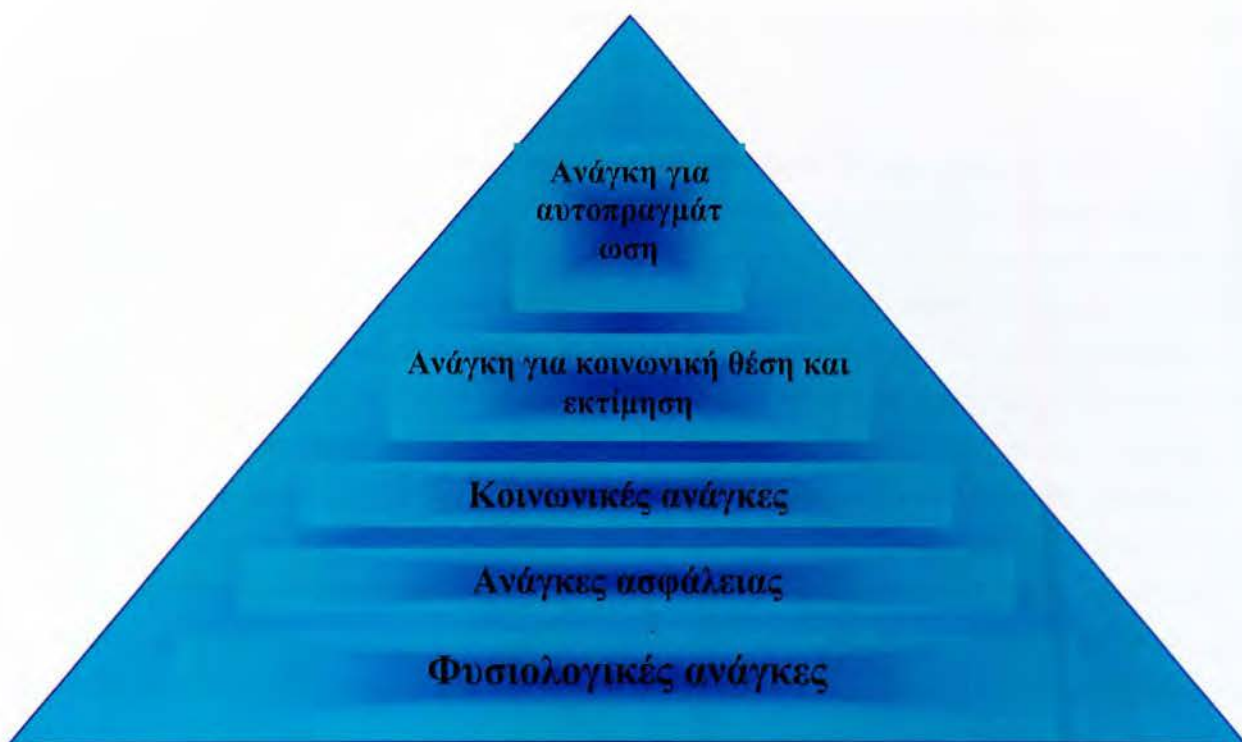 Ανάγκη για
αυτοπραγμάτ
ωση
Ανάγκη για κοινωνική θέση και
εκτίμηση
Κοινωνικές ανάγκες
Ανάγκες ασφάλειας
Φυσιολογικές ανάγκες